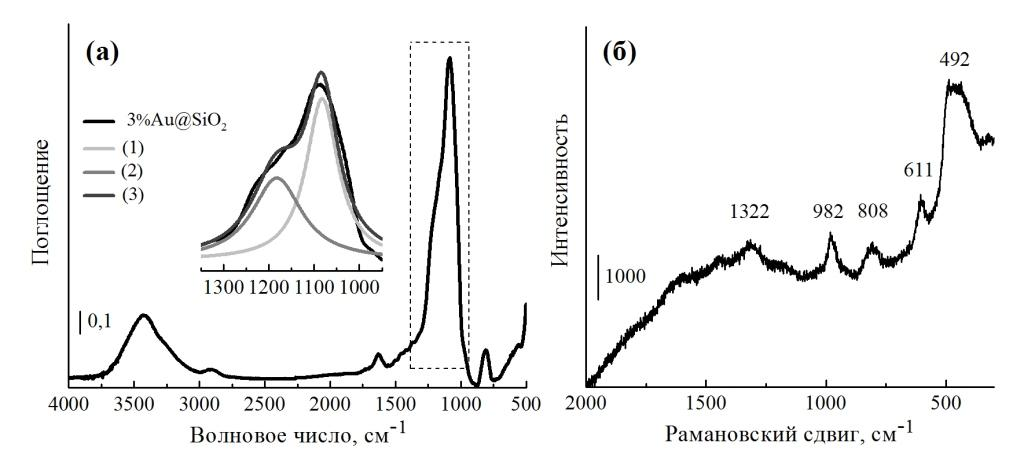 (а)
3%Au@SiO₂
(1)
(2)
(3)
1300 1200 1100 1000
0,1
Поглощение
4000 3500 3000 2500 2000 1500 1000 500
Волновое число, см⁻¹
(б)
492
611
1322 982 808
1000
Интенсивность
2000 1500 1000 500
Рамановский сдвиг, см⁻¹